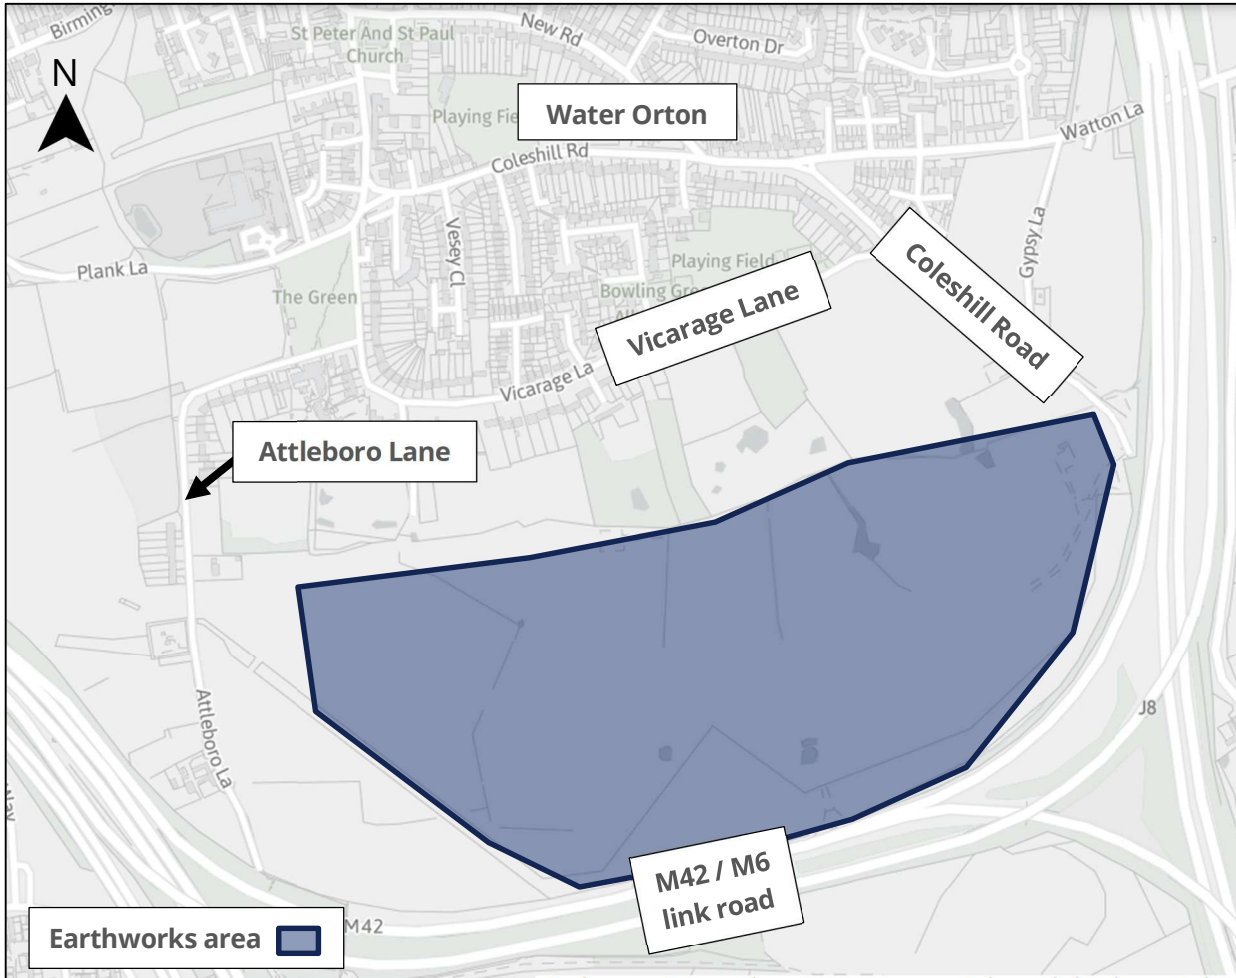 Birming
St Peter And St Paul
Church
New Rd
Overton Dr
N
Playing Fie
Water Orton
Watton La
Coleshill Rd
Plank La
The Green
Vesey Cl
Playing Field
Bowling Gre
Gypsy La
Coleshill Road
Vicarage Lane
Vicarage La
Attleboro Lane
Attleboro La
J8
M42 / M6
link road
M42
Way
Earthworks area